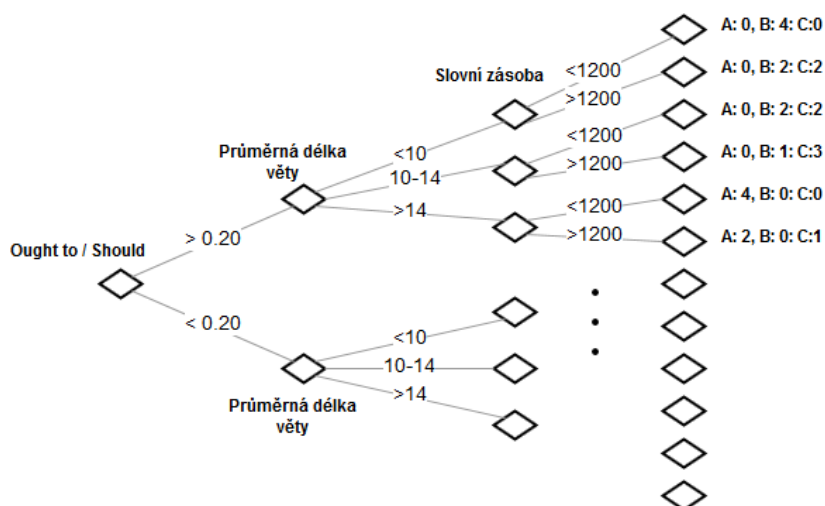 A: 0, B: 4: C:0
Slovní zásoba
<1200
A: 0, B: 2: C:2
>1200
<1200
A: 0, B: 2: C:2
Průměrná délka
věty
<10
10-14
>1200
A: 0, B: 1: C:3
>14
<1200
A: 4, B: 0: C:0
>1200
A: 2, B: 0: C:1
Ought to / Should
> 0.20
< 0.20
<10
10-14
>14
Průměrná délka
věty